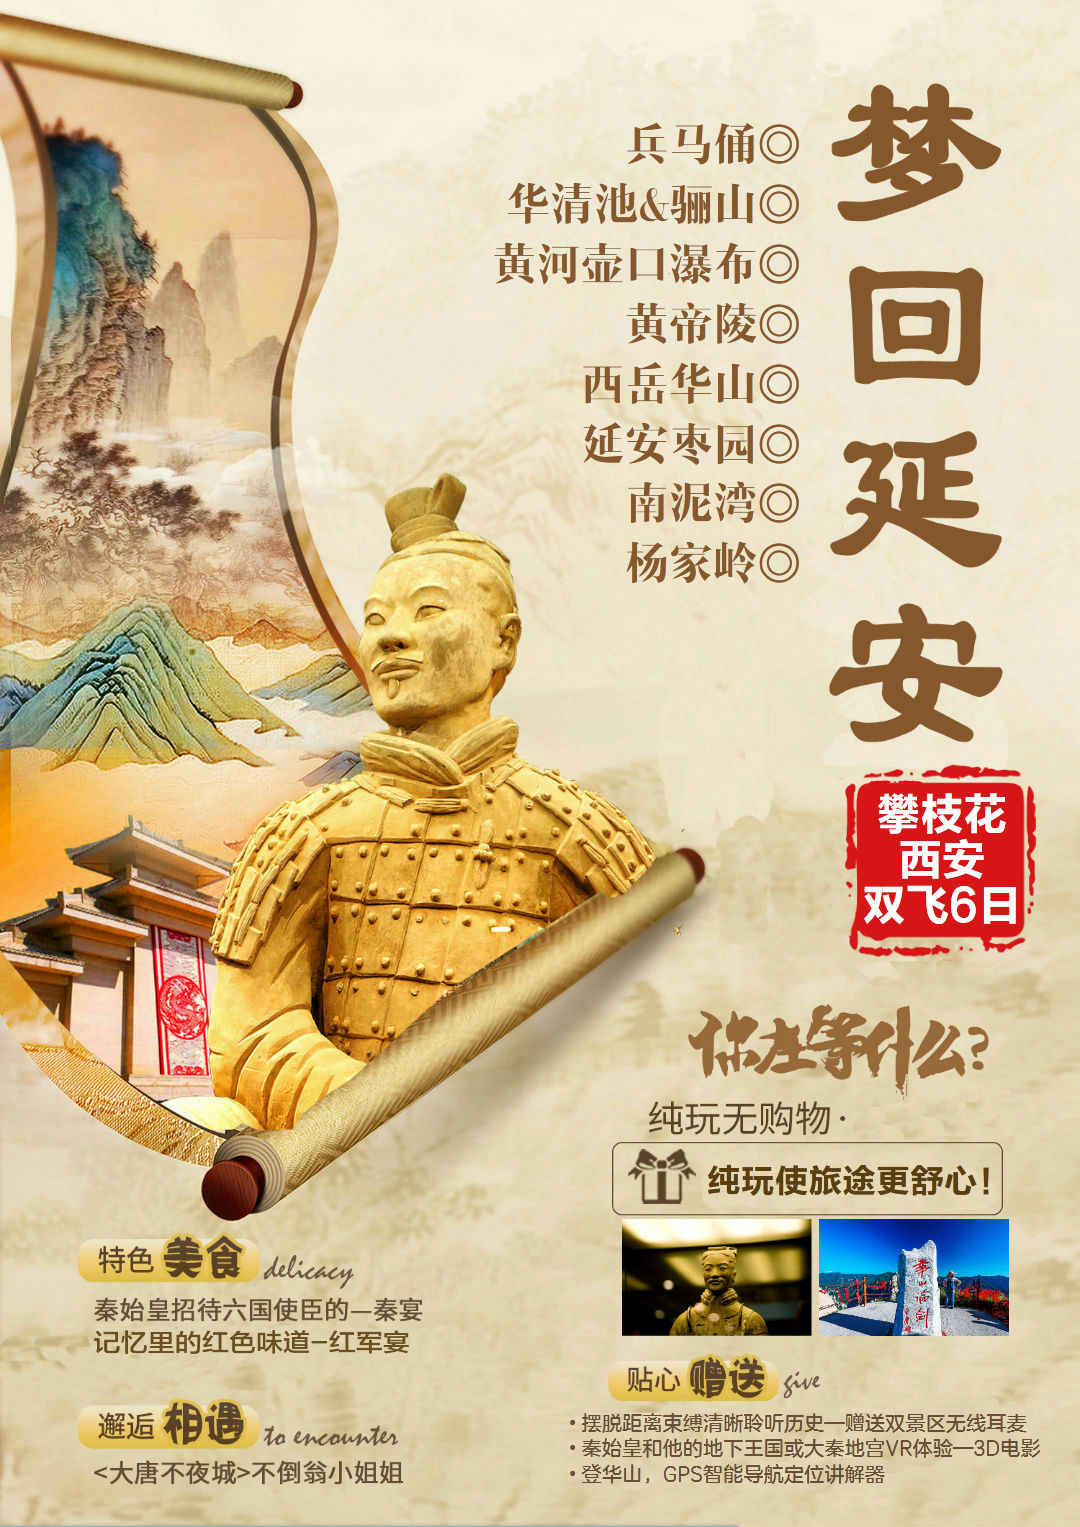 梦回延安
兵马俑◎
华清池&骊山◎
黄河壶口瀑布◎
黄帝陵◎
西岳华山◎
延安枣园◎
南泥湾◎
杨家岭◎
攀枝花
西安
双飞6日
你在等什么?
纯玩无购物·
纯玩使旅途更舒心!
华山论剑
特色 美食 delicacy
秦始皇招待六国使臣的—秦宴
记忆里的红色味道—红军宴
邂逅 相遇 to encounter
<大唐不夜城>不倒翁小姐姐
贴心 赠送 give
•摆脱距离束缚清晰聆听历史—赠送双景区无线耳麦
•秦始皇和他的地下王国或大秦地宫VR体验—3D电影
•登华山，GPS智能导航定位讲解器